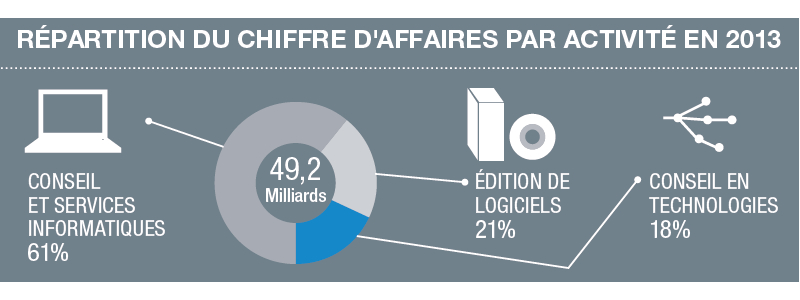 RÉPARTITION DU CHIFFRE D'AFFAIRES PAR ACTIVITÉ EN 2013
CONSEIL
ET SERVICES
INFORMATIQUES
61%
49,2
Milliards
ÉDITION DE
LOGICIELS
21%
CONSEIL EN
TECHNOLOGIES
18%